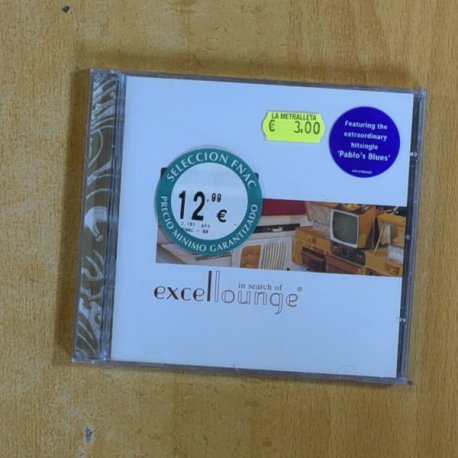 LA METRALLETA
€ 3,00
Featuring the
extraordinary
hitsingle
'Pablo's Blues'
SELECCION FNAC
12,99
€
PRECIO MÍNIMO GARANTIZADO
in search of
excellounge®